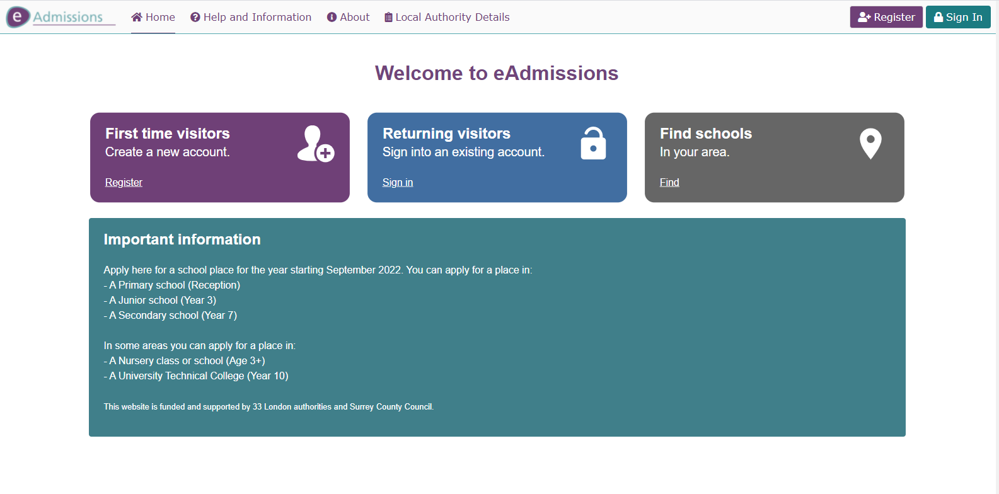 e Admissions
Home
Help and Information
About
Local Authority Details
Register
Sign In
Welcome to eAdmissions
First time visitors
Create a new account.
Register
Returning visitors
Sign into an existing account.
Sign in
Find schools
In your area.
Find
Important information
Apply here for a school place for the year starting September 2022. You can apply for a place in:
- A Primary school (Reception)
- A Junior school (Year 3)
- A Secondary school (Year 7)
In some areas you can apply for a place in:
- A Nursery class or school (Age 3+)
- A University Technical College (Year 10)
This website is funded and supported by 33 London authorities and Surrey County Council.